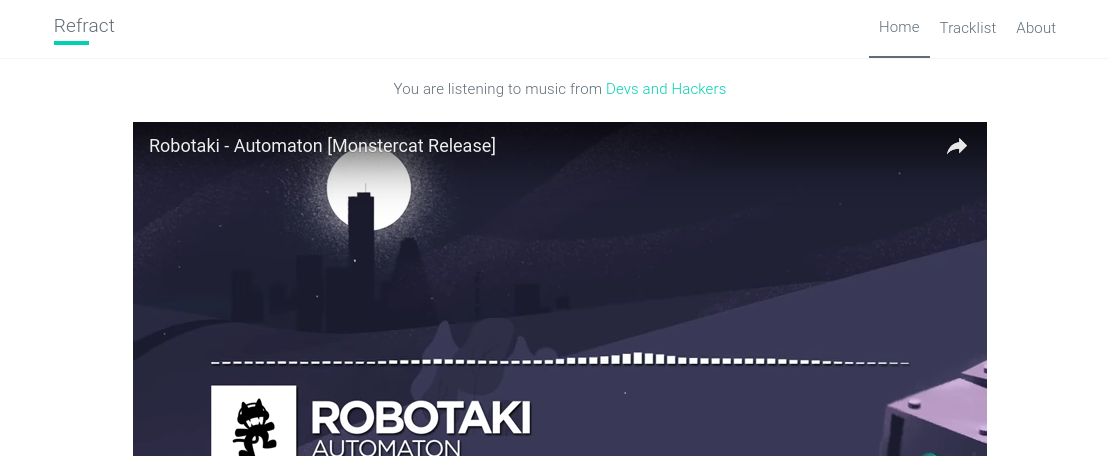 Refract
Home Tracklist About
You are listening to music from Devs and Hackers
Robotaki - Automaton [Monstercat Release]
ROBOTAKI
AUTOMATON